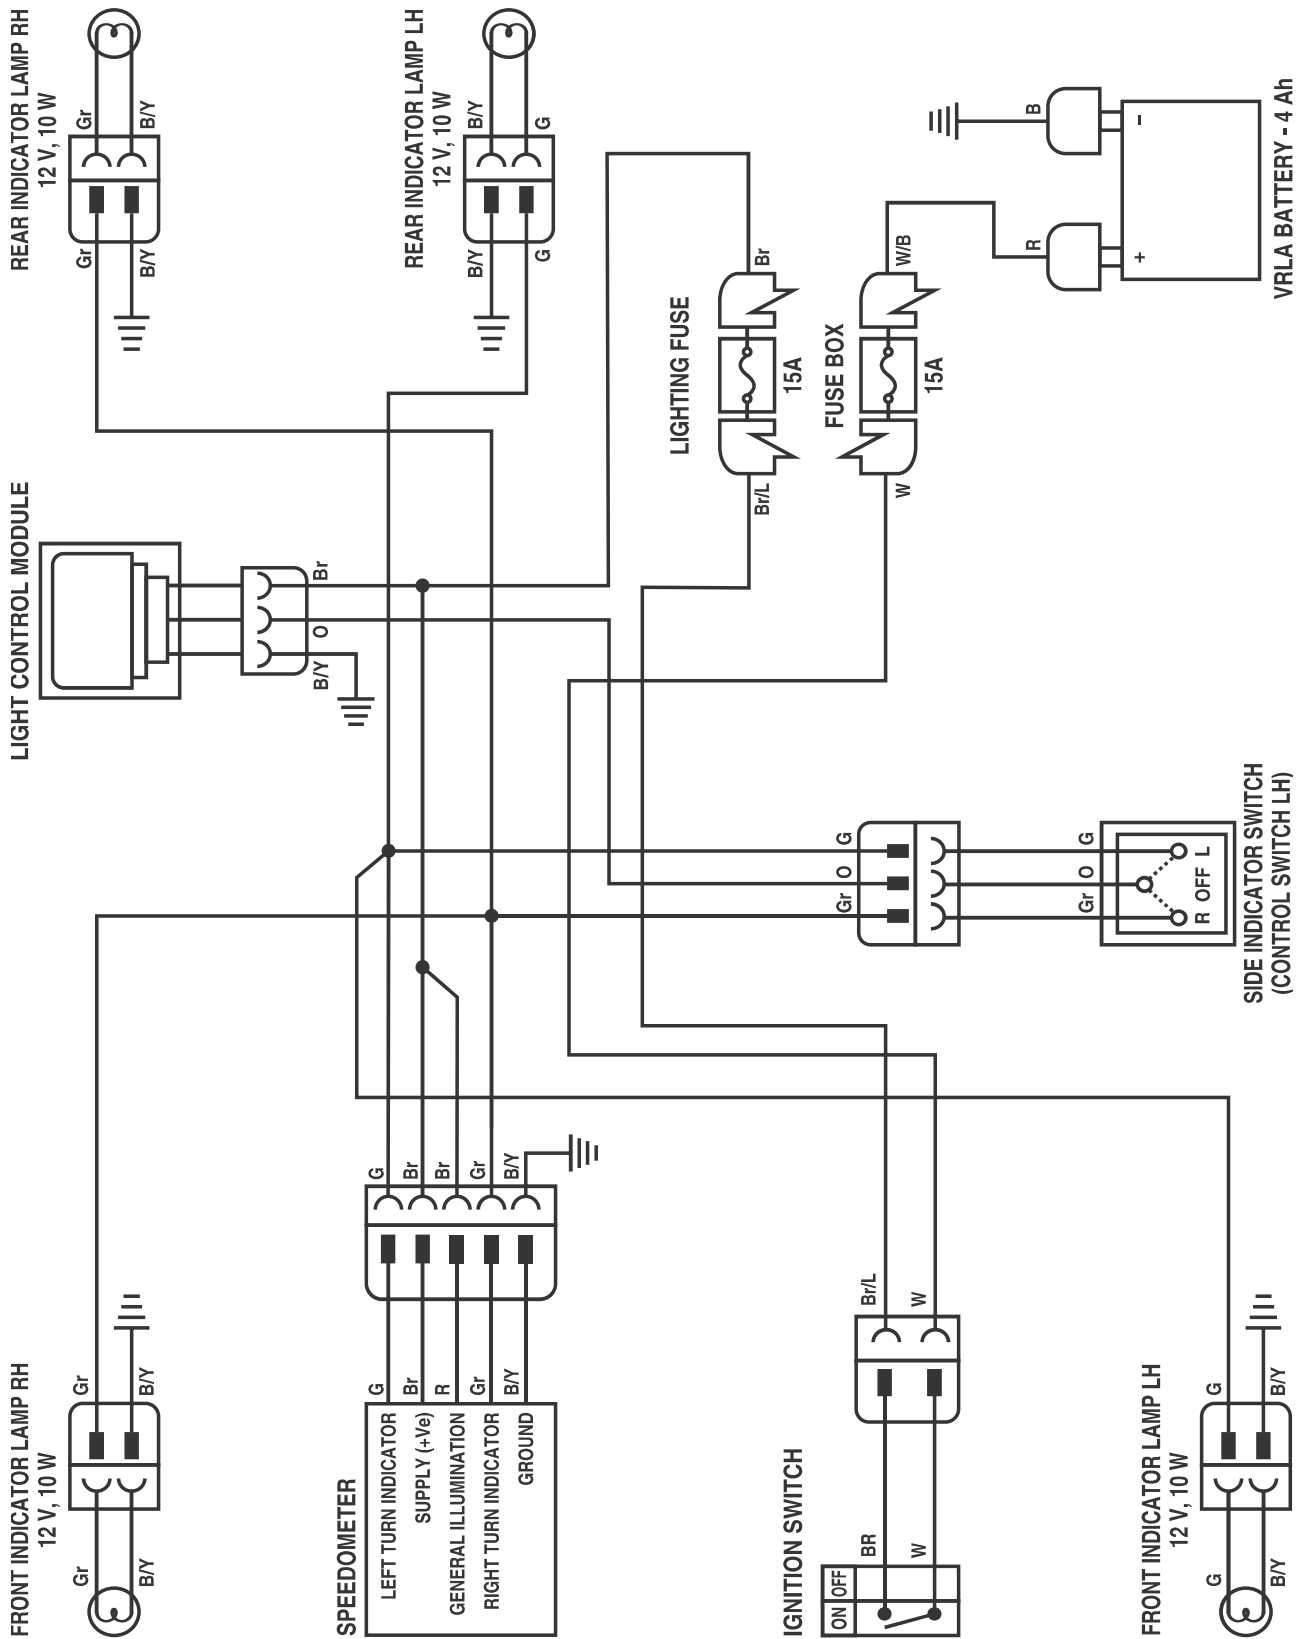 REAR INDICATOR LAMP RH
12 V, 10 W
Gr
B/Y
Gr
B/Y
REAR INDICATOR LAMP LH
12 V, 10 W
B/Y
G
B/Y
G
B
-
R
+
VRLA BATTERY - 4 Ah
LIGHTING FUSE
Br
15A
Br/L
FUSE BOX
W/B
15A
W
LIGHT CONTROL MODULE
Br
O
B/Y
SIDE INDICATOR SWITCH
(CONTROL SWITCH LH)
G
O
Gr
G
O
Gr
R OFF L
FRONT INDICATOR LAMP RH
12 V, 10 W
Gr
B/Y
Gr
B/Y
SPEEDOMETER
G
Br
Br
Gr
B/Y
G
Br
R
Gr
B/Y
LEFT TURN INDICATOR
SUPPLY (+Ve)
GENERAL ILLUMINATION
RIGHT TURN INDICATOR
GROUND
IGNITION SWITCH
Br/L
W
BR
W
ON OFF
FRONT INDICATOR LAMP LH
12 V, 10 W
G
B/Y
G
B/Y